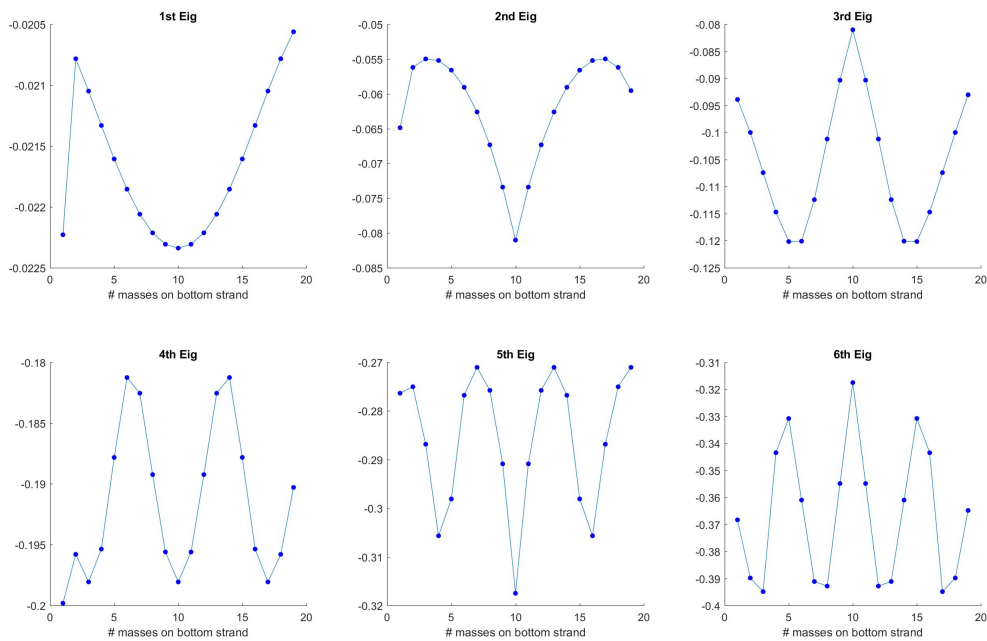 1st Eig
-0.0205
-0.021
-0.0215
-0.022
-0.0225
0 5 10 15 20
# masses on bottom strand
2nd Eig
-0.05
-0.055
-0.06
-0.065
-0.07
-0.075
-0.08
-0.085
0 5 10 15 20
# masses on bottom strand
3rd Eig
-0.08
-0.085
-0.09
-0.095
-0.1
-0.105
-0.11
-0.115
-0.12
-0.125
0 5 10 15 20
# masses on bottom strand
4th Eig
-0.18
-0.185
-0.19
-0.195
-0.2
0 5 10 15 20
# masses on bottom strand
5th Eig
-0.27
-0.28
-0.29
-0.3
-0.31
-0.32
0 5 10 15 20
# masses on bottom strand
6th Eig
-0.31
-0.32
-0.33
-0.34
-0.35
-0.36
-0.37
-0.38
-0.39
-0.4
0 5 10 15 20
# masses on bottom strand